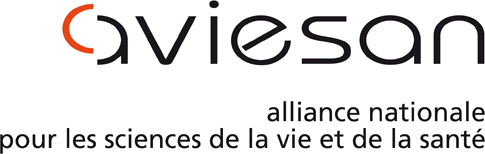 aviesan
alliance nationale
pour les sciences de la vie et de la santé